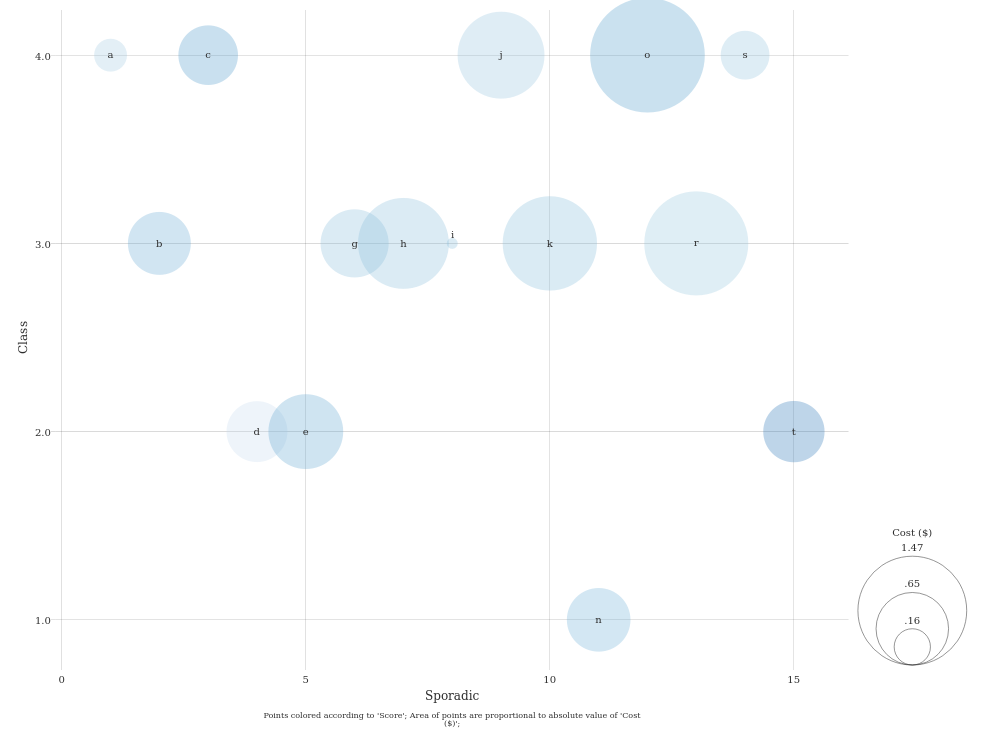 a
c
j
o
s
4.0
i
b
g
h
k
r
3.0
Class
d
e
t
2.0
Cost ($)
1.47
.65
.16
n
1.0
0
5
10
15
Sporadic
Points colored according to 'Score'; Area of points are proportional to absolute value of 'Cost
($)';